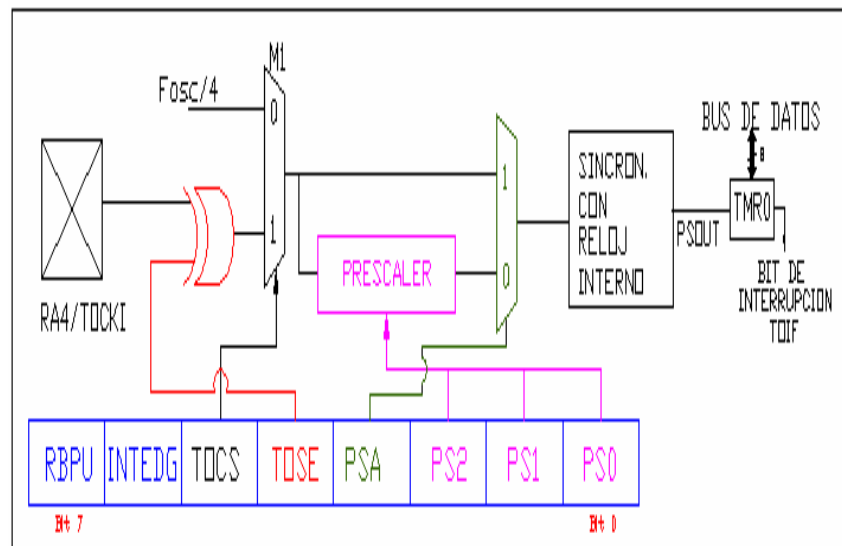 M1
Fosc/4
0
1
RA4/TOCKI
PRESCALER
1
0
SINCRON.
CON
RELOJ
INTERNO
PSOUT
BUS DE DATOS
8
TMRO
BIT DE
INTERRUPCION
TOIF
RBPU INTEDG TOCS TOSE PSA PS2 PS1 PS0
Bit 7
Bit 0